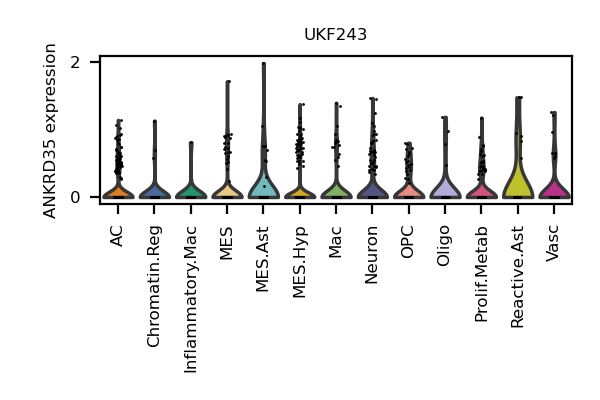 UKF243
ANKRD35 expression
2
0
AC
Chromatin.Reg
Inflammatory.Mac
MES
MES.Ast
MES.Hyp
Mac
Neuron
OPC
Oligo
Prolif.Metab
Reactive.Ast
Vasc